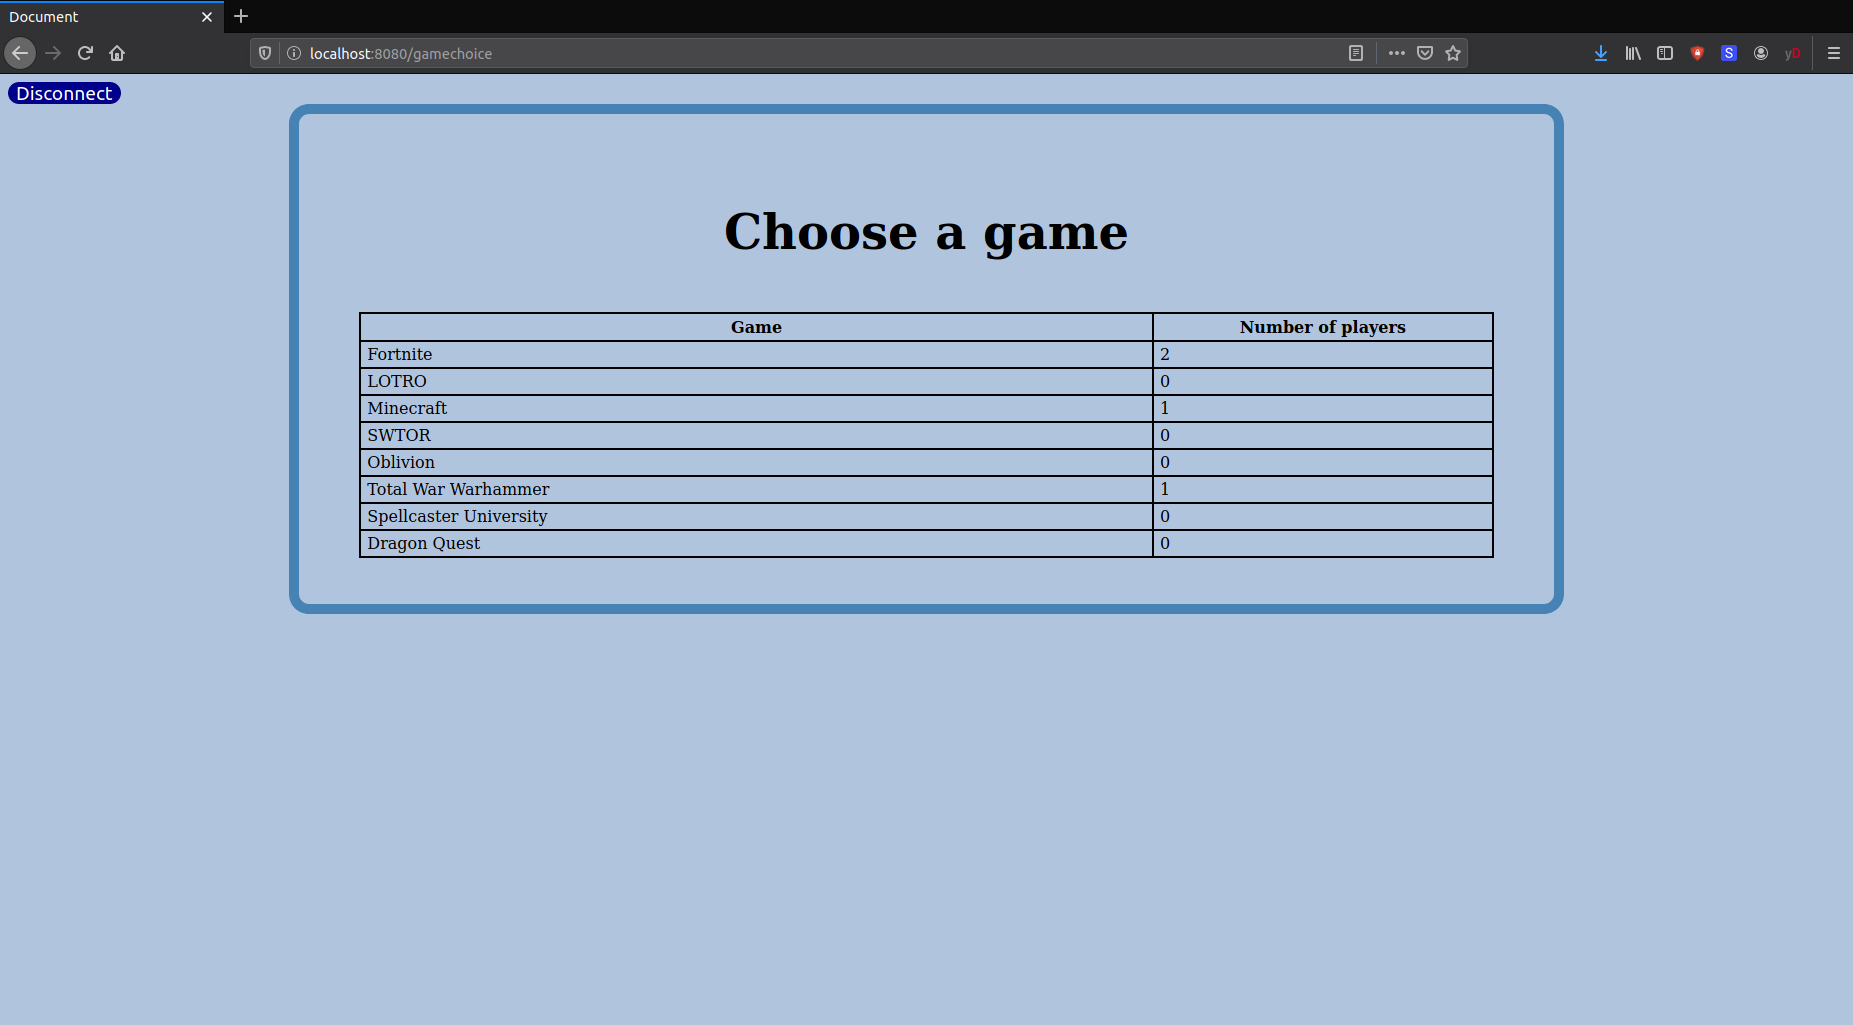 Document
localhost:8080/gamechoice
S
yD
Disconnect
Choose a game
Game Number of players
Fortnite 2
LOTRO 0
Minecraft 1
SWTOR 0
Oblivion 0
Total War Warhammer 1
Spellcaster University 0
Dragon Quest 0